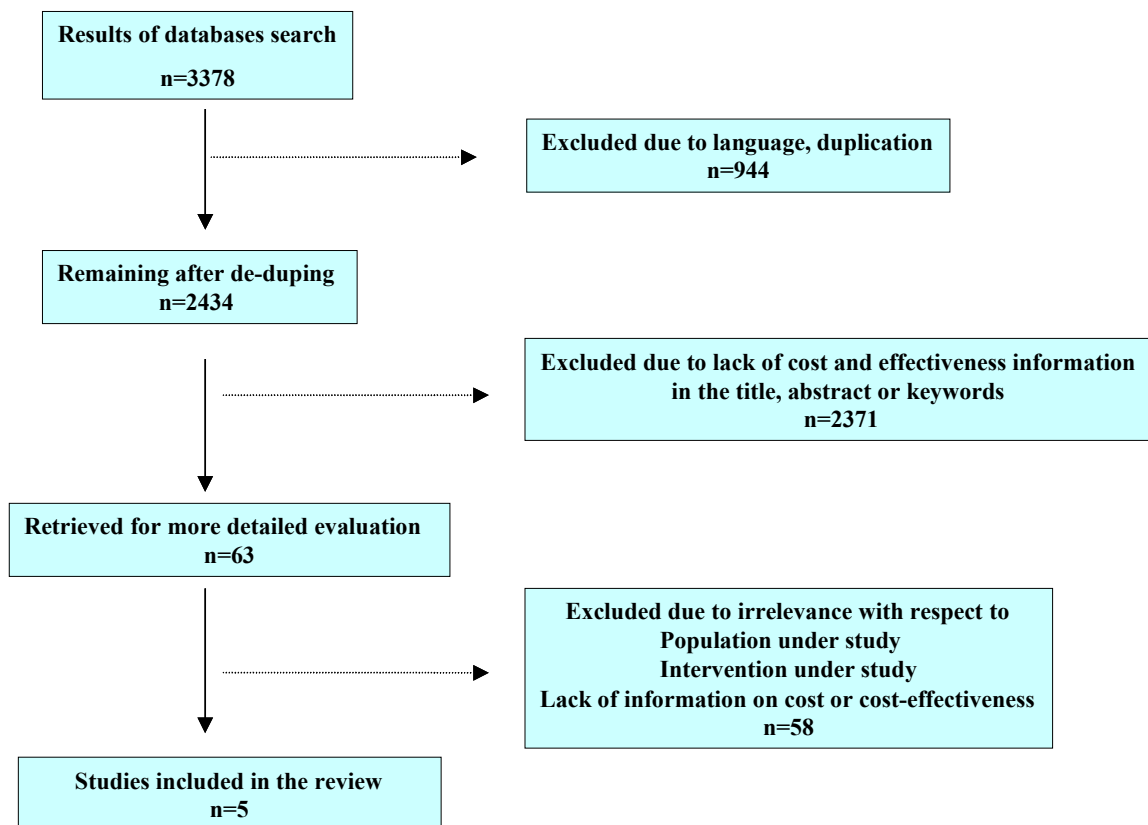 Results of databases search
n=3378
Excluded due to language, duplication
n=944
Remaining after de-duping
n=2434
Excluded due to lack of cost and effectiveness information
in the title, abstract or keywords
n=2371
Retrieved for more detailed evaluation
n=63
Excluded due to irrelevance with respect to
Population under study
Intervention under study
Lack of information on cost or cost-effectiveness
n=58
Studies included in the review
n=5